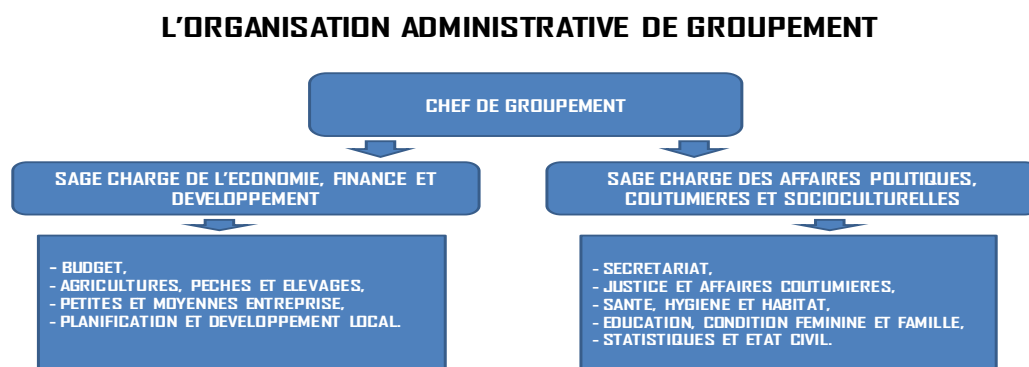 L'ORGANISATION ADMINISTRATIVE DE GROUPEMENT
CHEF DE GROUPEMENT
SAGE CHARGE DE L'ECONOMIE, FINANCE ET
DEVELOPPEMENT
- BUDGET,
- AGRICULTURES, PECHES ET ELEVAGES,
- PETITES ET MOYENNES ENTREPRISE,
- PLANIFICATION ET DEVELOPPEMENT LOCAL.
SAGE CHARGE DES AFFAIRES POLITIQUES,
COUTUMIERES ET SOCIOCULTURELLES
- SECRETARIAT,
- JUSTICE ET AFFAIRES COUTUMIERES,
- SANTE, HYGIENE ET HABITAT,
- EDUCATION, CONDITION FEMININE ET FAMILLE,
- STATISTIQUES ET ETAT CIVIL.